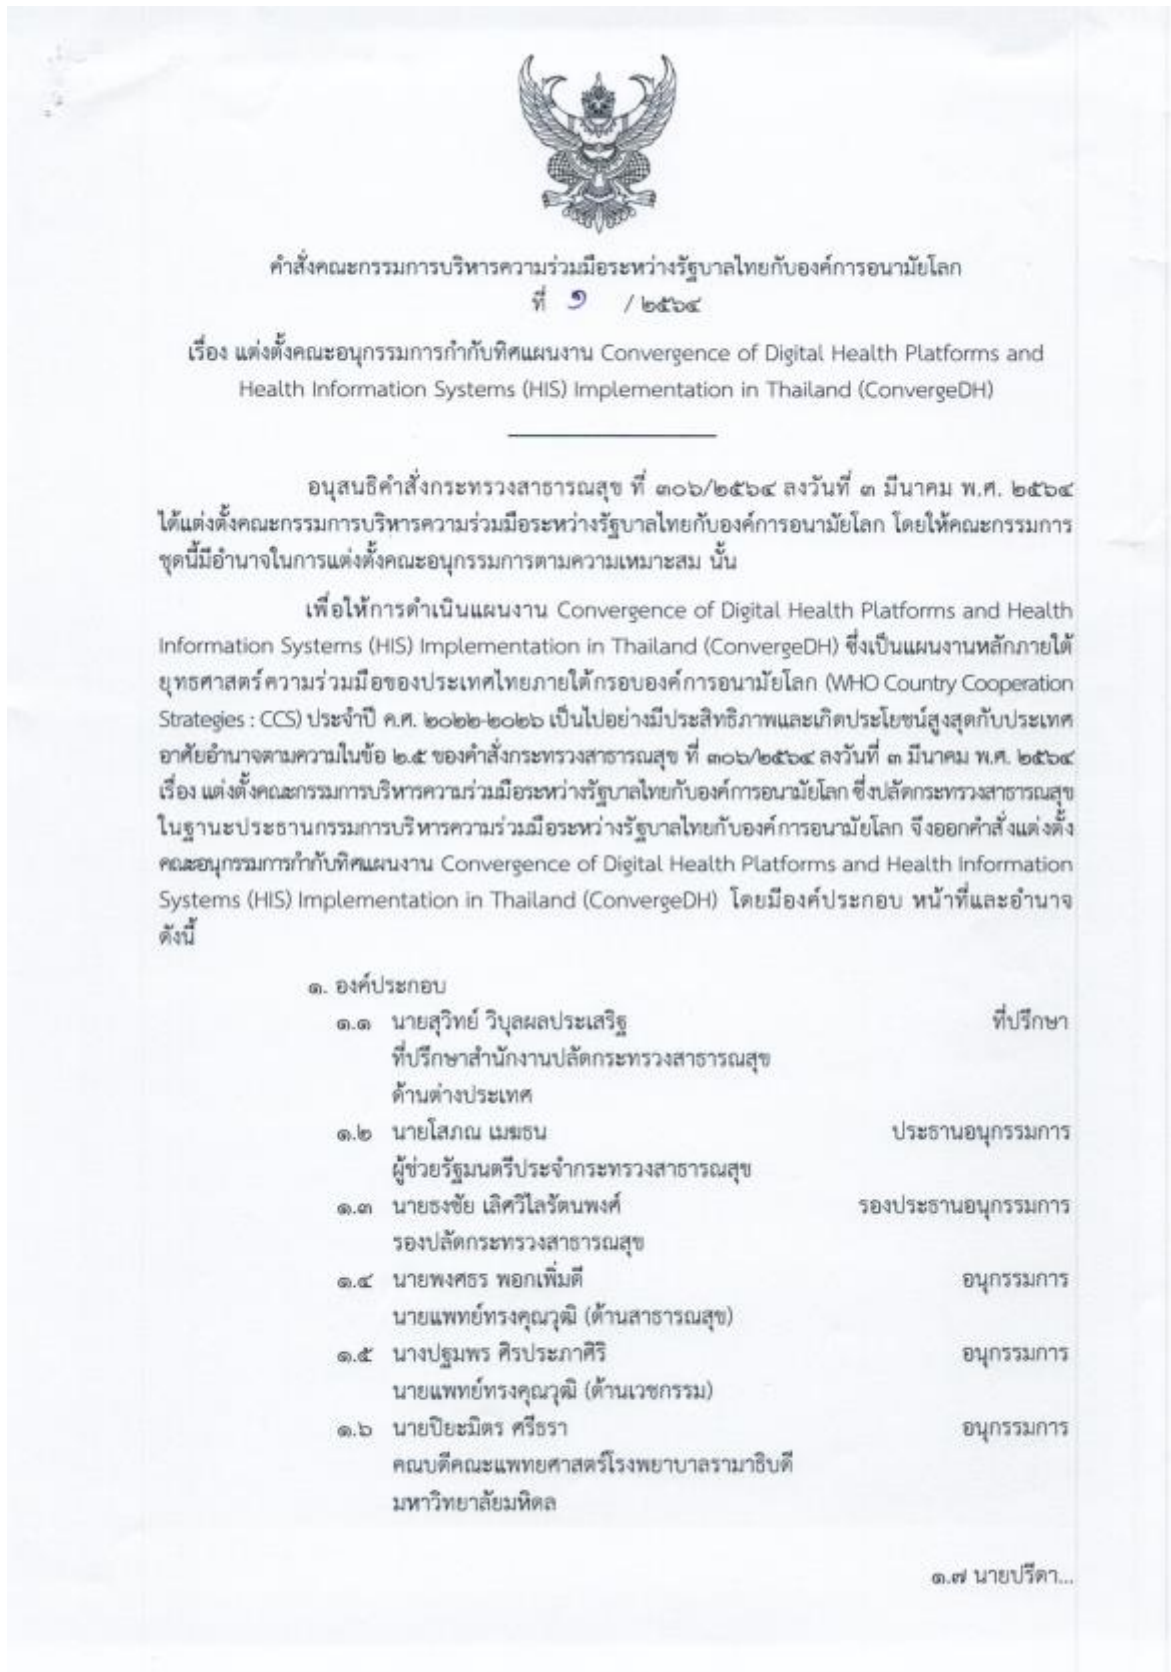 คำสั่งคณะกรรมการบริหารความร่วมมือระหว่างรัฐบาลไทยกับองค์การอนามัยโลก
ที่ ๑ / ๒๕๖๔
เรื่อง แต่งตั้งคณะอนุกรรมการกำกับทิศแผนงาน Convergence of Digital Health Platforms and
Health Information Systems (HIS) Implementation in Thailand (ConvergeDH)
อนุสนธิคำสั่งกระทรวงสาธารณสุข ที่ ๓๐๖/๒๕๖๔ ลงวันที่ ๓ มีนาคม พ.ศ. ๒๕๖๔
ได้แต่งตั้งคณะกรรมการบริหารความร่วมมือระหว่างรัฐบาลไทยกับองค์การอนามัยโลก โดยให้คณะกรรมการ
ชุดนี้มีอำนาจในการแต่งตั้งคณะอนุกรรมการตามความเหมาะสม นั้น
เพื่อให้การดำเนินแผนงาน Convergence of Digital Health Platforms and Health
Information Systems (HIS) Implementation in Thailand (ConvergeDH) ซึ่งเป็นแผนงานหลักภายใต้
ยุทธศาสตร์ความร่วมมือของประเทศไทยภายใต้กรอบองค์การอนามัยโลก (WHO Country Cooperation
Strategies : CCS) ประจำปี ค.ศ. ๒๐๒๒-๒๐๒๖ เป็นไปอย่างมีประสิทธิภาพและเกิดประโยชน์สูงสุดกับประเทศ
อาศัยอำนาจตามความในข้อ ๒.๕ ของคำสั่งกระทรวงสาธารณสุข ที่ ๓๐๖/๒๕๖๔ ลงวันที่ ๓ มีนาคม พ.ศ. ๒๕๖๔
เรื่อง แต่งตั้งคณะกรรมการบริหารความร่วมมือระหว่างรัฐบาลไทยกับองค์การอนามัยโลก ซึ่งปลัดกระทรวงสาธารณสุข
ในฐานะประธานกรรมการบริหารความร่วมมือระหว่างรัฐบาลไทยกับองค์การอนามัยโลก จึงออกคำสั่งแต่งตั้ง
คณะอนุกรรมการกำกับทิศแผนงาน Convergence of Digital Health Platforms and Health Information
Systems (HIS) Implementation in Thailand (ConvergeDH) โดยมีองค์ประกอบ หน้าที่และอำนาจ
ดังนี้
๑. องค์ประกอบ
๑.๑ นายสุวิทย์ วิบุลผลประเสริฐ ที่ปรึกษา
ที่ปรึกษาสำนักงานปลัดกระทรวงสาธารณสุข
ด้านต่างประเทศ
๑.๒ นายโสภณ เมฆธน ประธานอนุกรรมการ
ผู้ช่วยรัฐมนตรีประจำกระทรวงสาธารณสุข
๑.๓ นายธงชัย เลิศวิไลรัตนพงศ์ รองประธานอนุกรรมการ
รองปลัดกระทรวงสาธารณสุข
๑.๔ นายพงศธร พอกเพิ่มดี อนุกรรมการ
นายแพทย์ทรงคุณวุฒิ (ด้านสาธารณสุข)
๑.๕ นางปฐมพร ศิรประภาศิริ อนุกรรมการ
นายแพทย์ทรงคุณวุฒิ (ด้านเวชกรรม)
๑.๖ นายปิยะมิตร ศรีธรา อนุกรรมการ
คณบดีคณะแพทยศาสตร์โรงพยาบาลรามาธิบดี
มหาวิทยาลัยมหิดล
๑.๗ นายปรีดา...